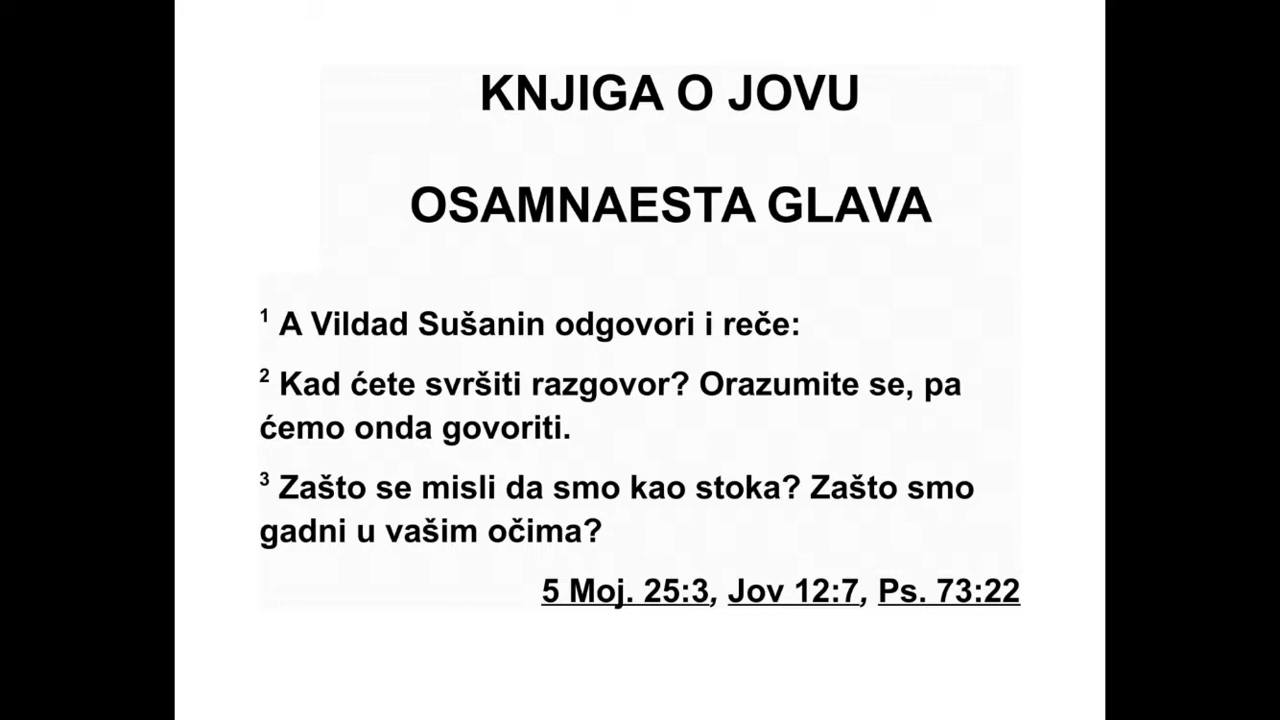 KNJIGA O JOVU
OSAMNAESTA GLAVA
1 A Vildad Sušanin odgovori i reče:
2 Kad ćete svršiti razgovor? Orazumite se, pa
ćemo onda govoriti.
3 Zašto se misli da smo kao stoka? Zašto smo
gadni u vašim očima?
5 Moj. 25:3, Jov 12:7, Ps. 73:22